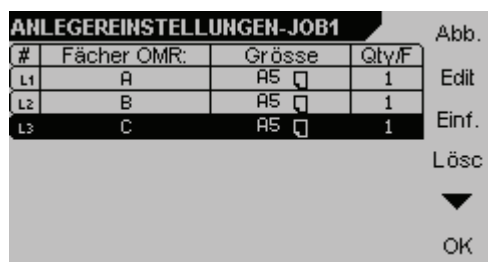 ANLEGEREINSTELLUNGEN-JOB1
Abb.
# Fächer OMR: Grösse Qty/F
L1 A A5 1
Edit
L2 B A5 1
Einf.
L3 C A5 1
Lösc
OK